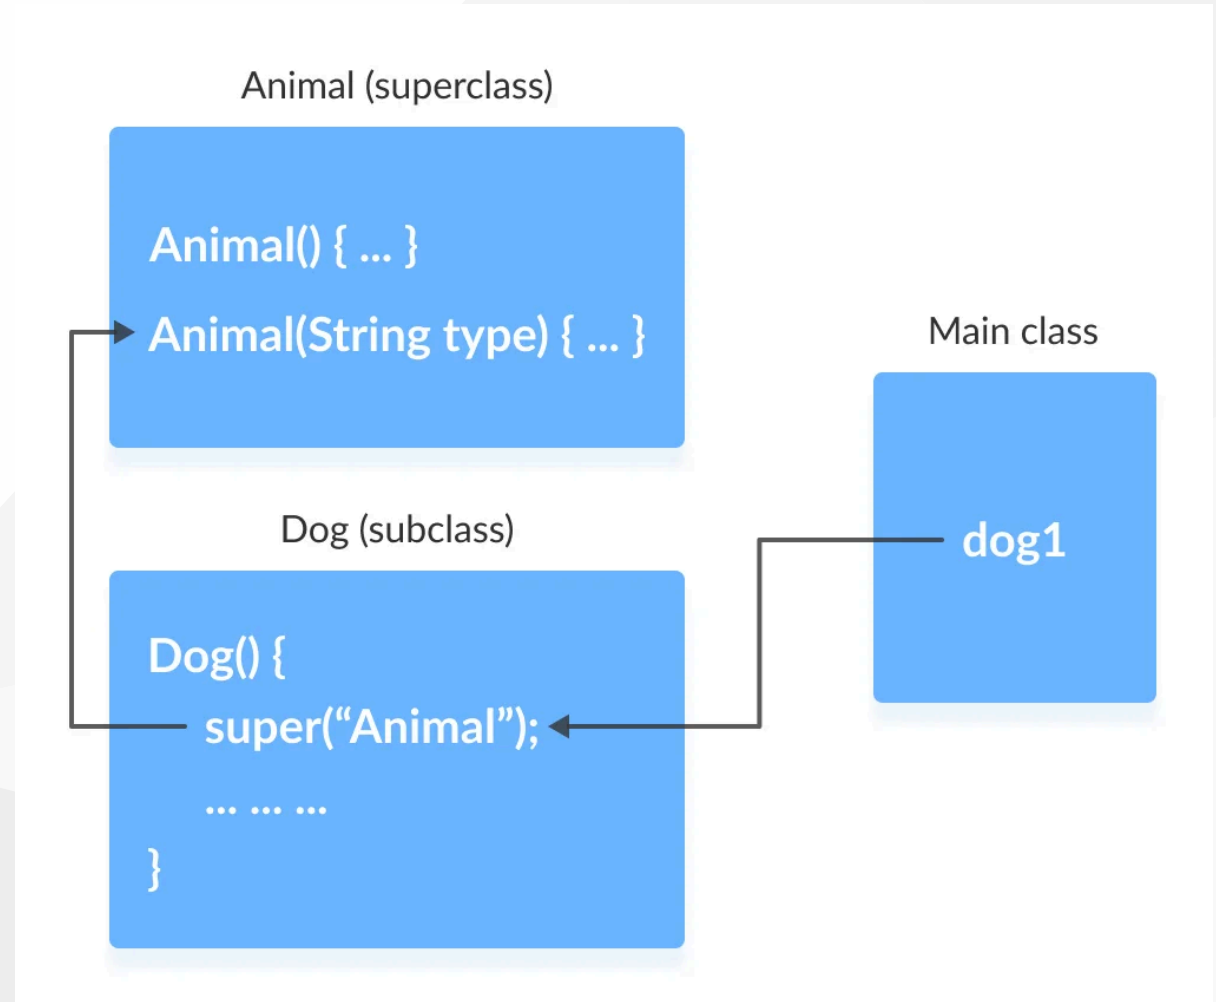 Animal (superclass)
Animal() { ... }
Animal(String type) { ... }
Dog (subclass)
Dog() {
super(“Animal”);
... ... ...
}
Main class
dog1